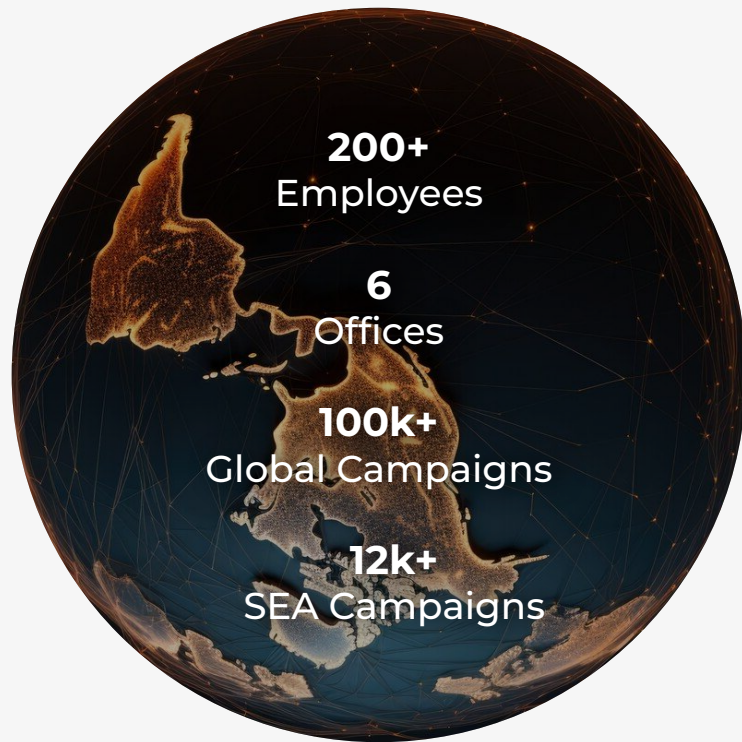 200+
Employees
6
Offices
100k+
Global Campaigns
12k+
SEA Campaigns